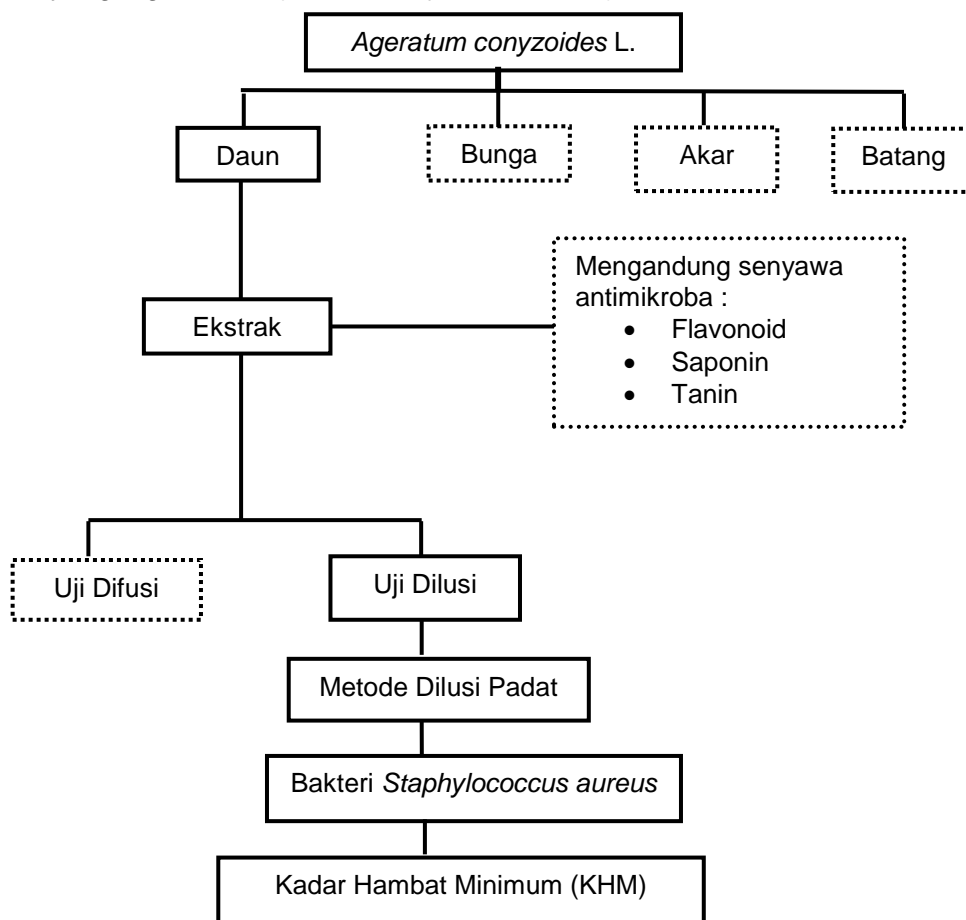 Ageratum conyzoides L.
Daun
Bunga
Akar
Batang
Mengandung senyawa
antimikroba :
• Flavonoid
• Saponin
• Tanin
Ekstrak
Uji Difusi
Uji Dilusi
Metode Dilusi Padat
Bakteri Staphylococcus aureus
Kadar Hambat Minimum (KHM)